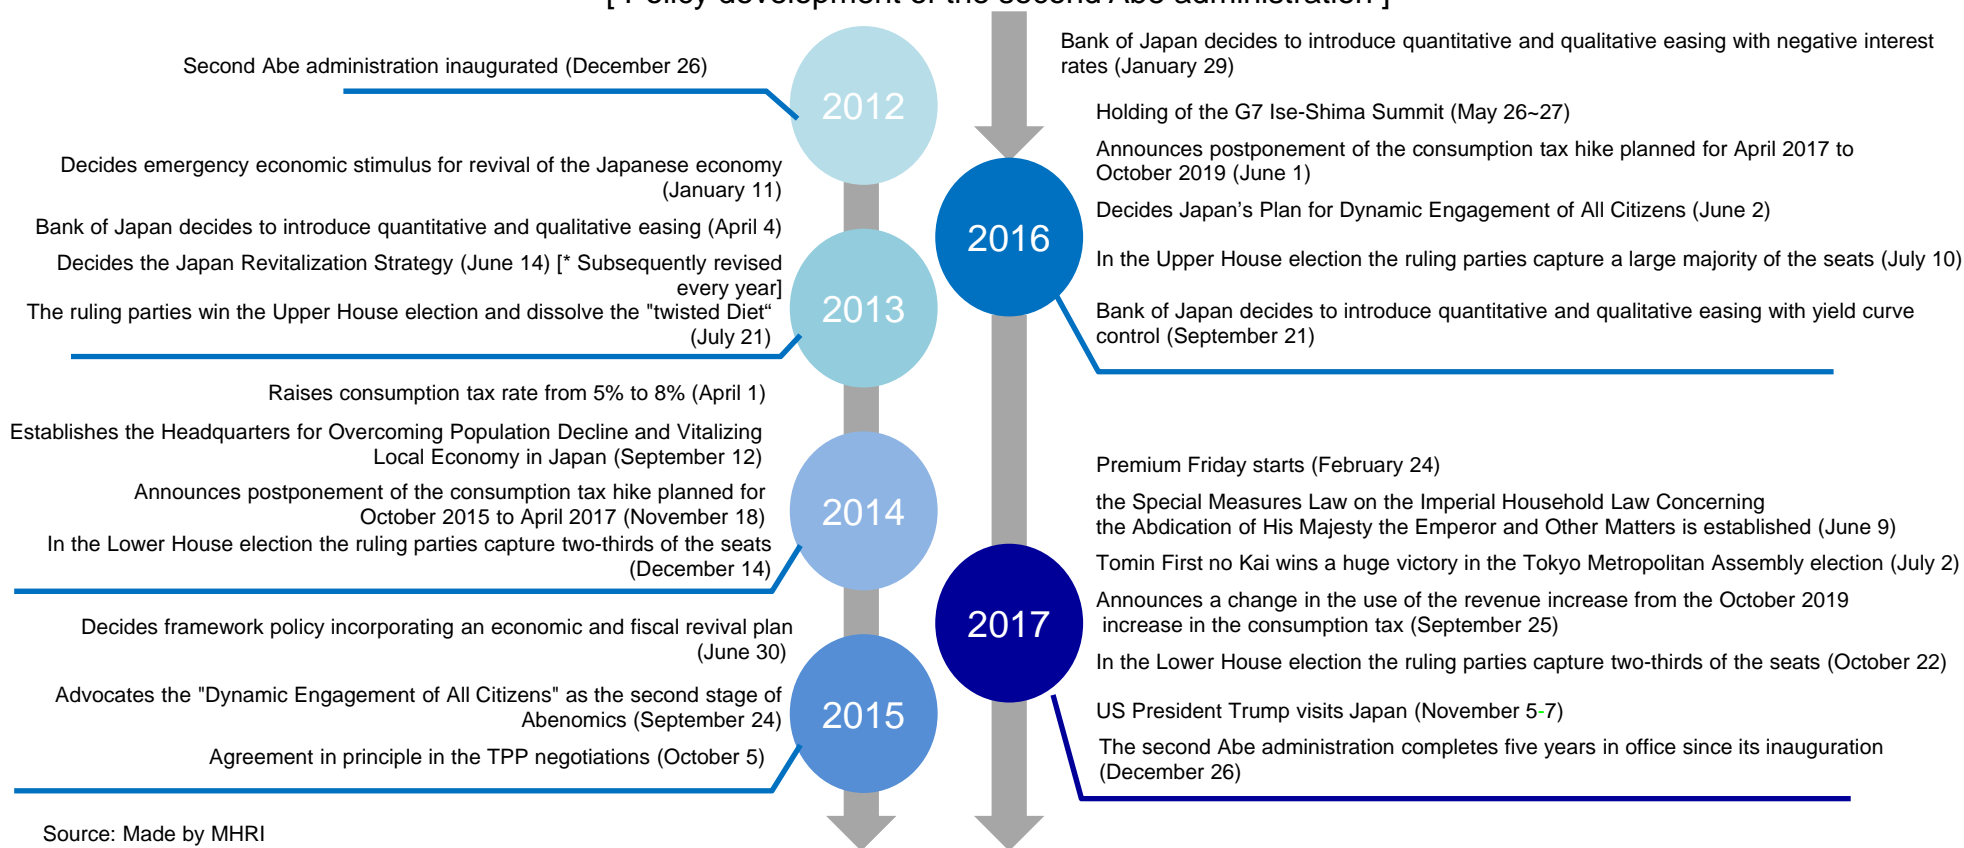 [ Policy development of the second Abe administration ]
Second Abe administration inaugurated (December 26)
2012
Decides emergency economic stimulus for revival of the Japanese economy
(January 11)
Bank of Japan decides to introduce quantitative and qualitative easing (April 4)
Decides the Japan Revitalization Strategy (June 14) [* Subsequently revised
every year]
The ruling parties win the Upper House election and dissolve the "twisted Diet“
(July 21)
2013
Raises consumption tax rate from 5% to 8% (April 1)
Establishes the Headquarters for Overcoming Population Decline and Vitalizing
Local Economy in Japan (September 12)
Announces postponement of the consumption tax hike planned for
October 2015 to April 2017 (November 18)
In the Lower House election the ruling parties capture two-thirds of the seats
(December 14)
2014
Decides framework policy incorporating an economic and fiscal revival plan
(June 30)
Advocates the "Dynamic Engagement of All Citizens" as the second stage of
Abenomics (September 24)
Agreement in principle in the TPP negotiations (October 5)
2015
Bank of Japan decides to introduce quantitative and qualitative easing with negative interest
rates (January 29)
Holding of the G7 Ise-Shima Summit (May 26~27)
Announces postponement of the consumption tax hike planned for April 2017 to
October 2019 (June 1)
Decides Japan’s Plan for Dynamic Engagement of All Citizens (June 2)
In the Upper House election the ruling parties capture a large majority of the seats (July 10)
Bank of Japan decides to introduce quantitative and qualitative easing with yield curve
control (September 21)
2016
Premium Friday starts (February 24)
the Special Measures Law on the Imperial Household Law Concerning
the Abdication of His Majesty the Emperor and Other Matters is established (June 9)
Tomin First no Kai wins a huge victory in the Tokyo Metropolitan Assembly election (July 2)
Announces a change in the use of the revenue increase from the October 2019
increase in the consumption tax (September 25)
In the Lower House election the ruling parties capture two-thirds of the seats (October 22)
US President Trump visits Japan (November 5-7)
The second Abe administration completes five years in office since its inauguration
(December 26)
2017
Source: Made by MHRI